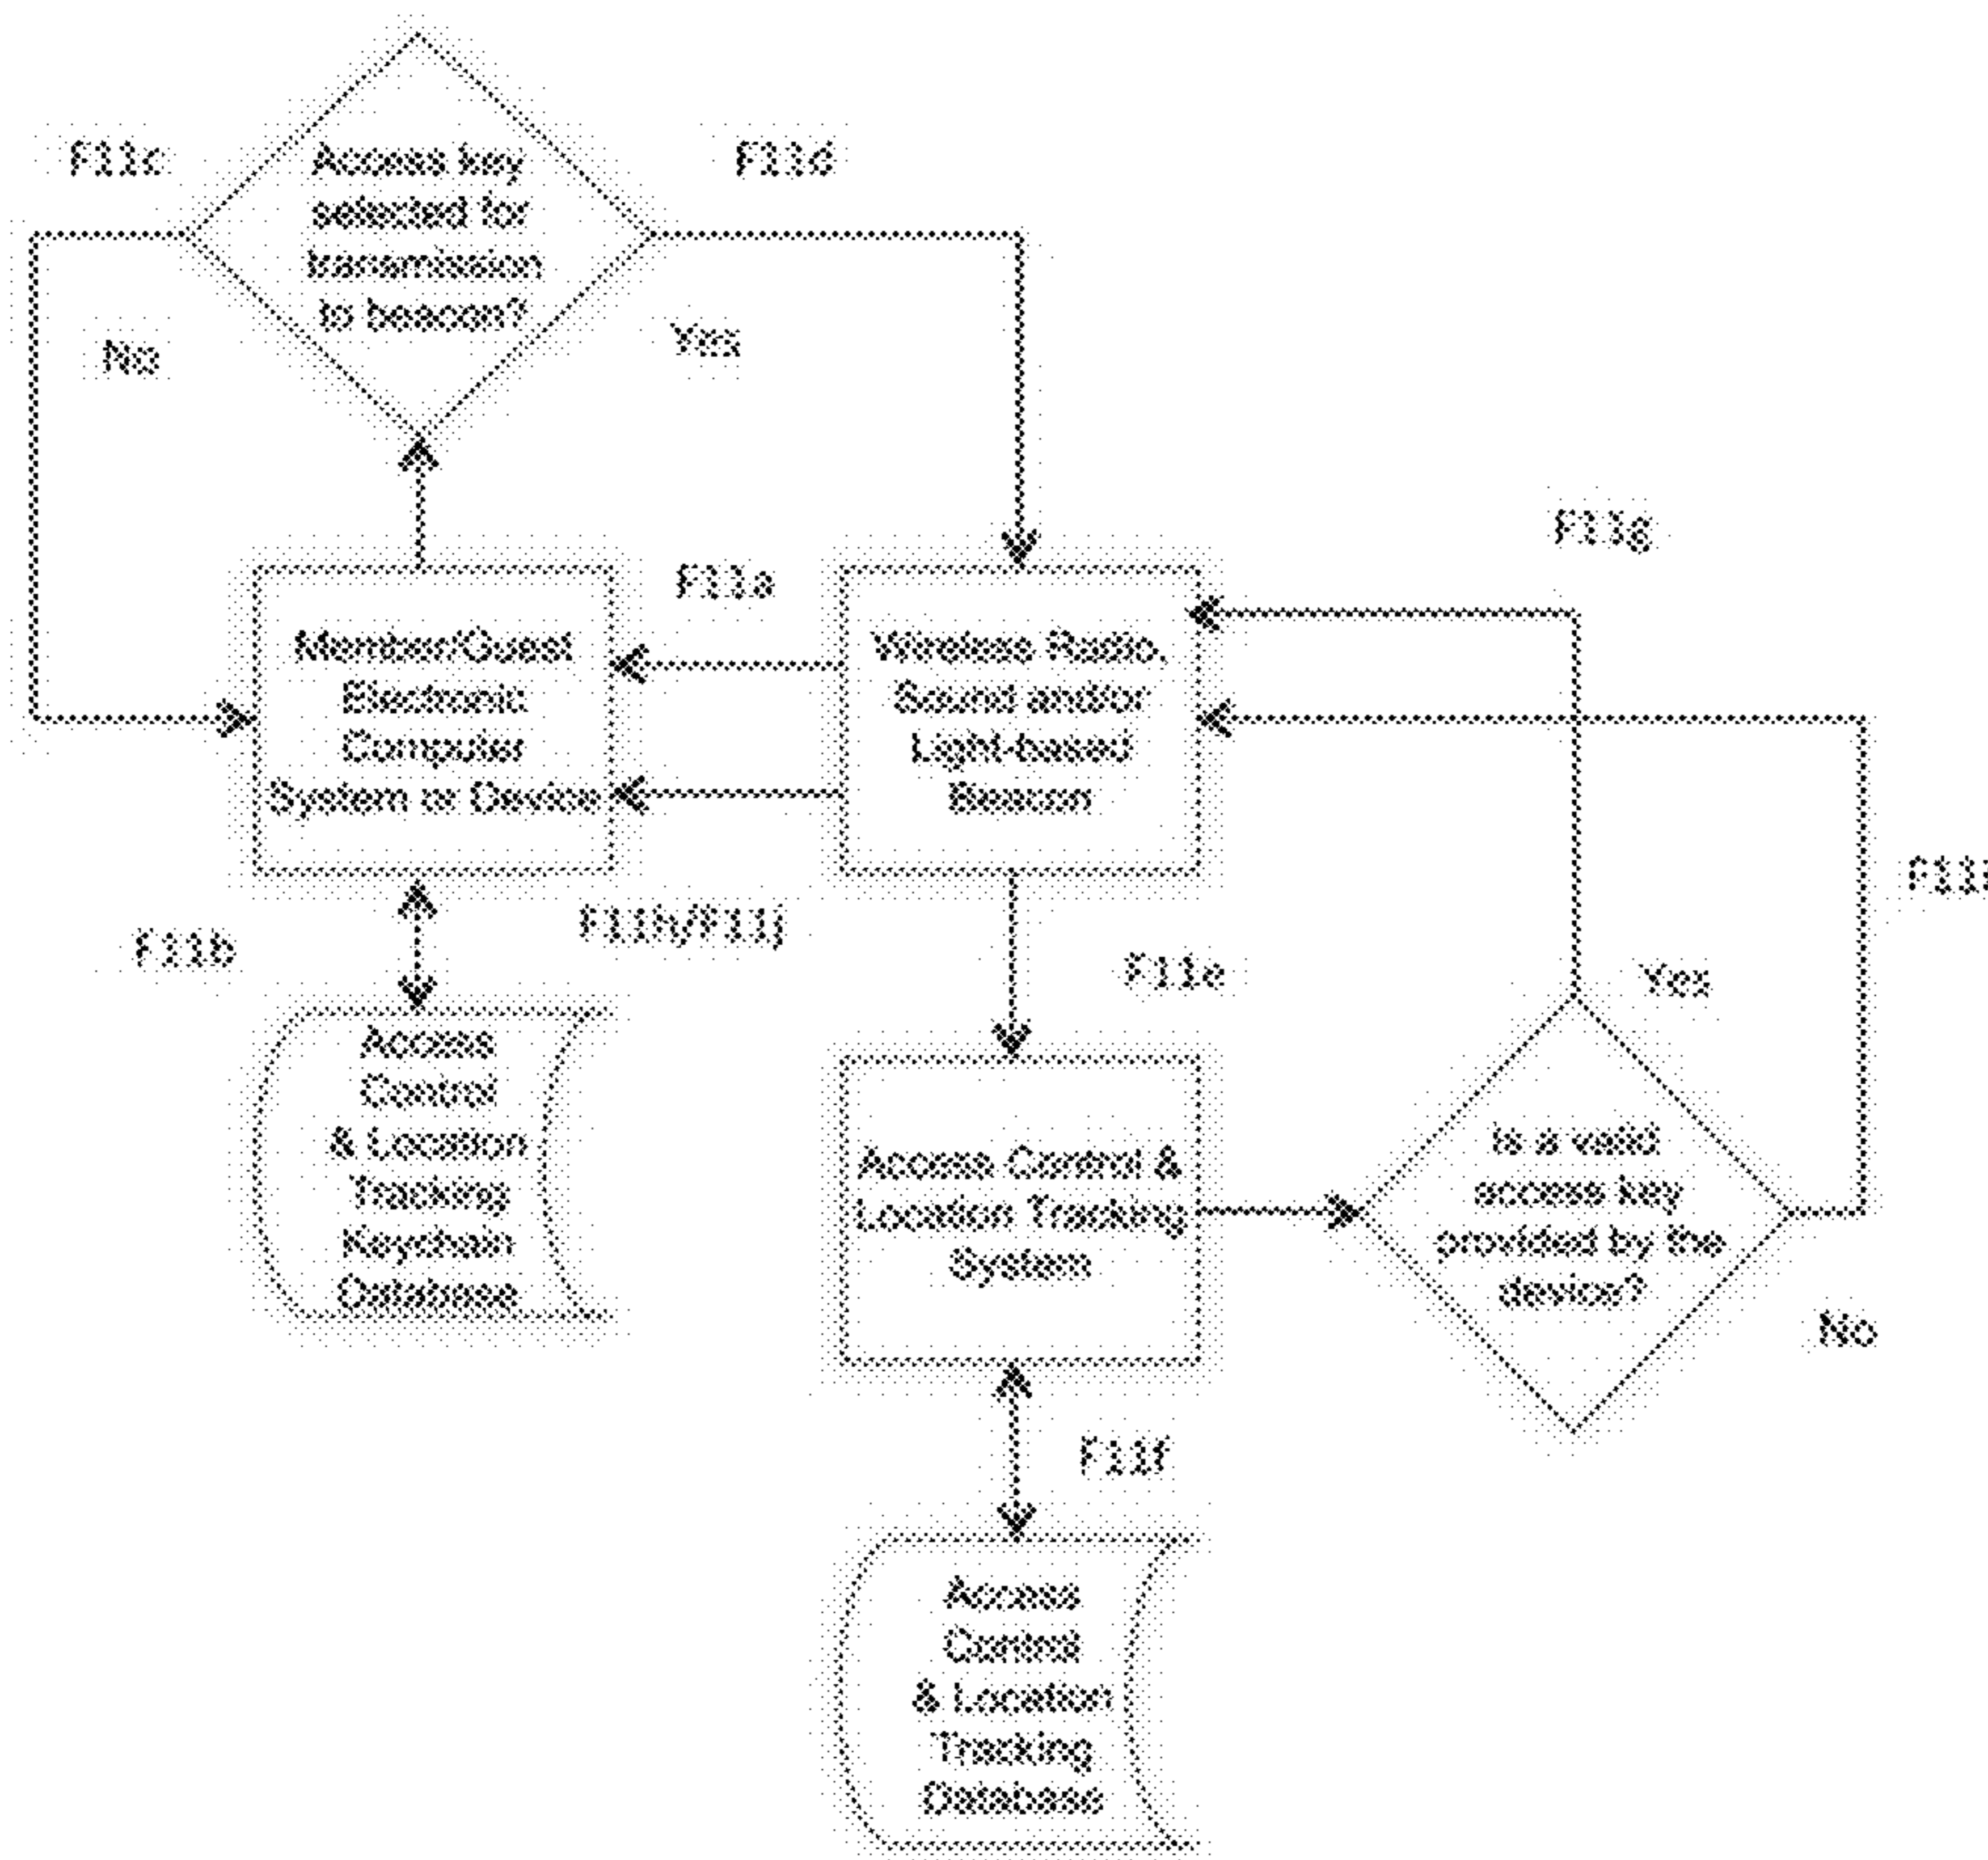 F11c
F11d
Access key
selected for
transmission
to beacon?
No
Yes
F11g
F11a
Member/Guest
Electronic
Computer
System or Device
Wireless Radio,
Sound and/or
Light-based
Beacon
F11b
F11h/F11j
F11e
Yes
Access
Control
& Location
Tracking
Keychain
Database
Access Control &
Location Tracking
System
Is a valid
access key
provided by the
device?
No
F11f
Access
Control
& Location
Tracking
Database